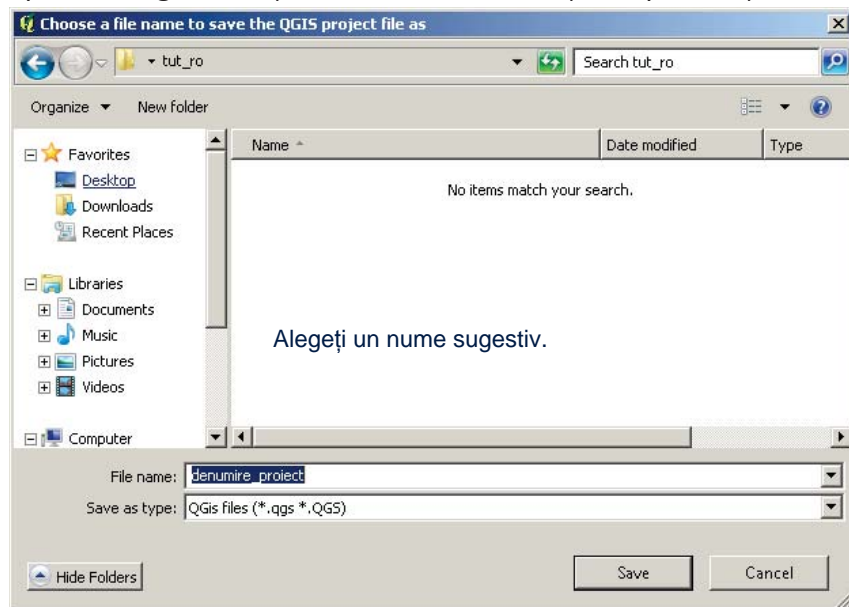 Choose a file name to save the QGIS project file as
tut_ro
Search tut_ro
Organize New folder
Name Date modified Type
Favorites
Desktop
Downloads
Recent Places
No items match your search.
Libraries
Documents
Music
Pictures
Videos
Alegeți un nume sugestiv.
Computer
File name: denumire_proiect
Save as type: QGis files (*.qgs *.QGS)
Hide Folders Save Cancel